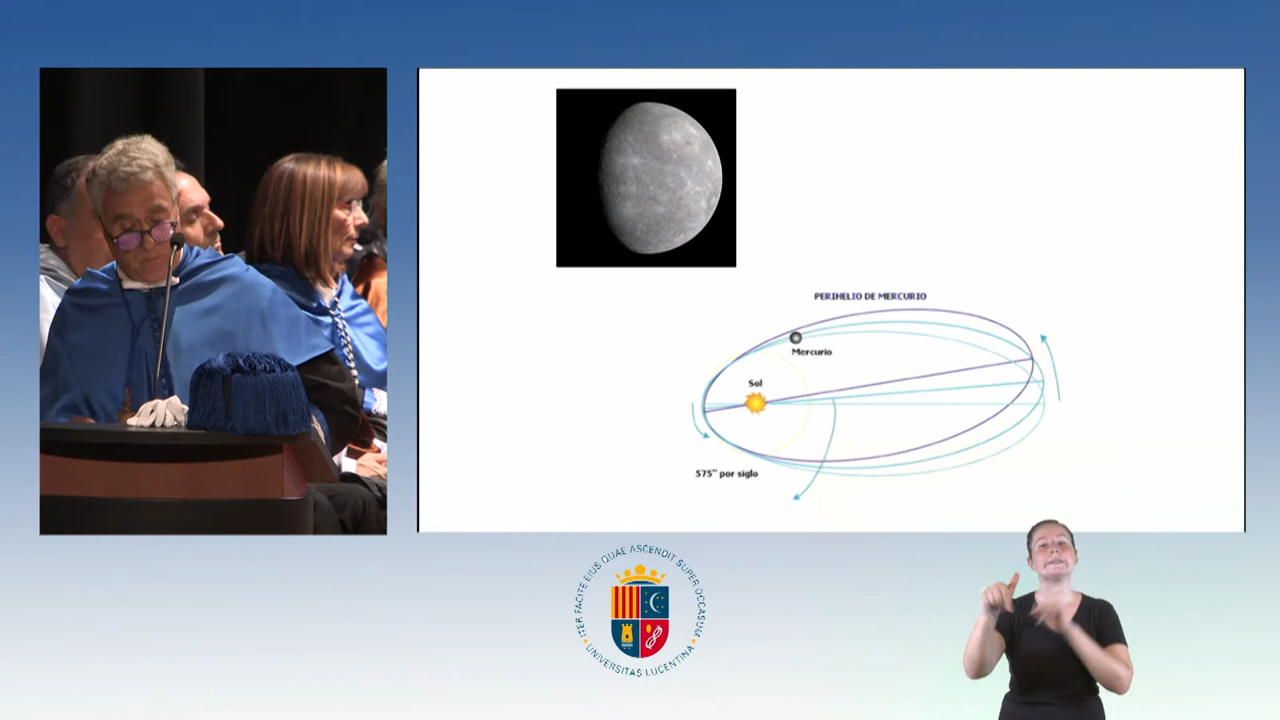 PERIHELIO DE MERCURIO
Mercurio
Sol
575" por siglo
ITER FACITE EIUS QUAE ASCENDIT SUPER OCCASUM
UNIVERSITAS LUCENTINA